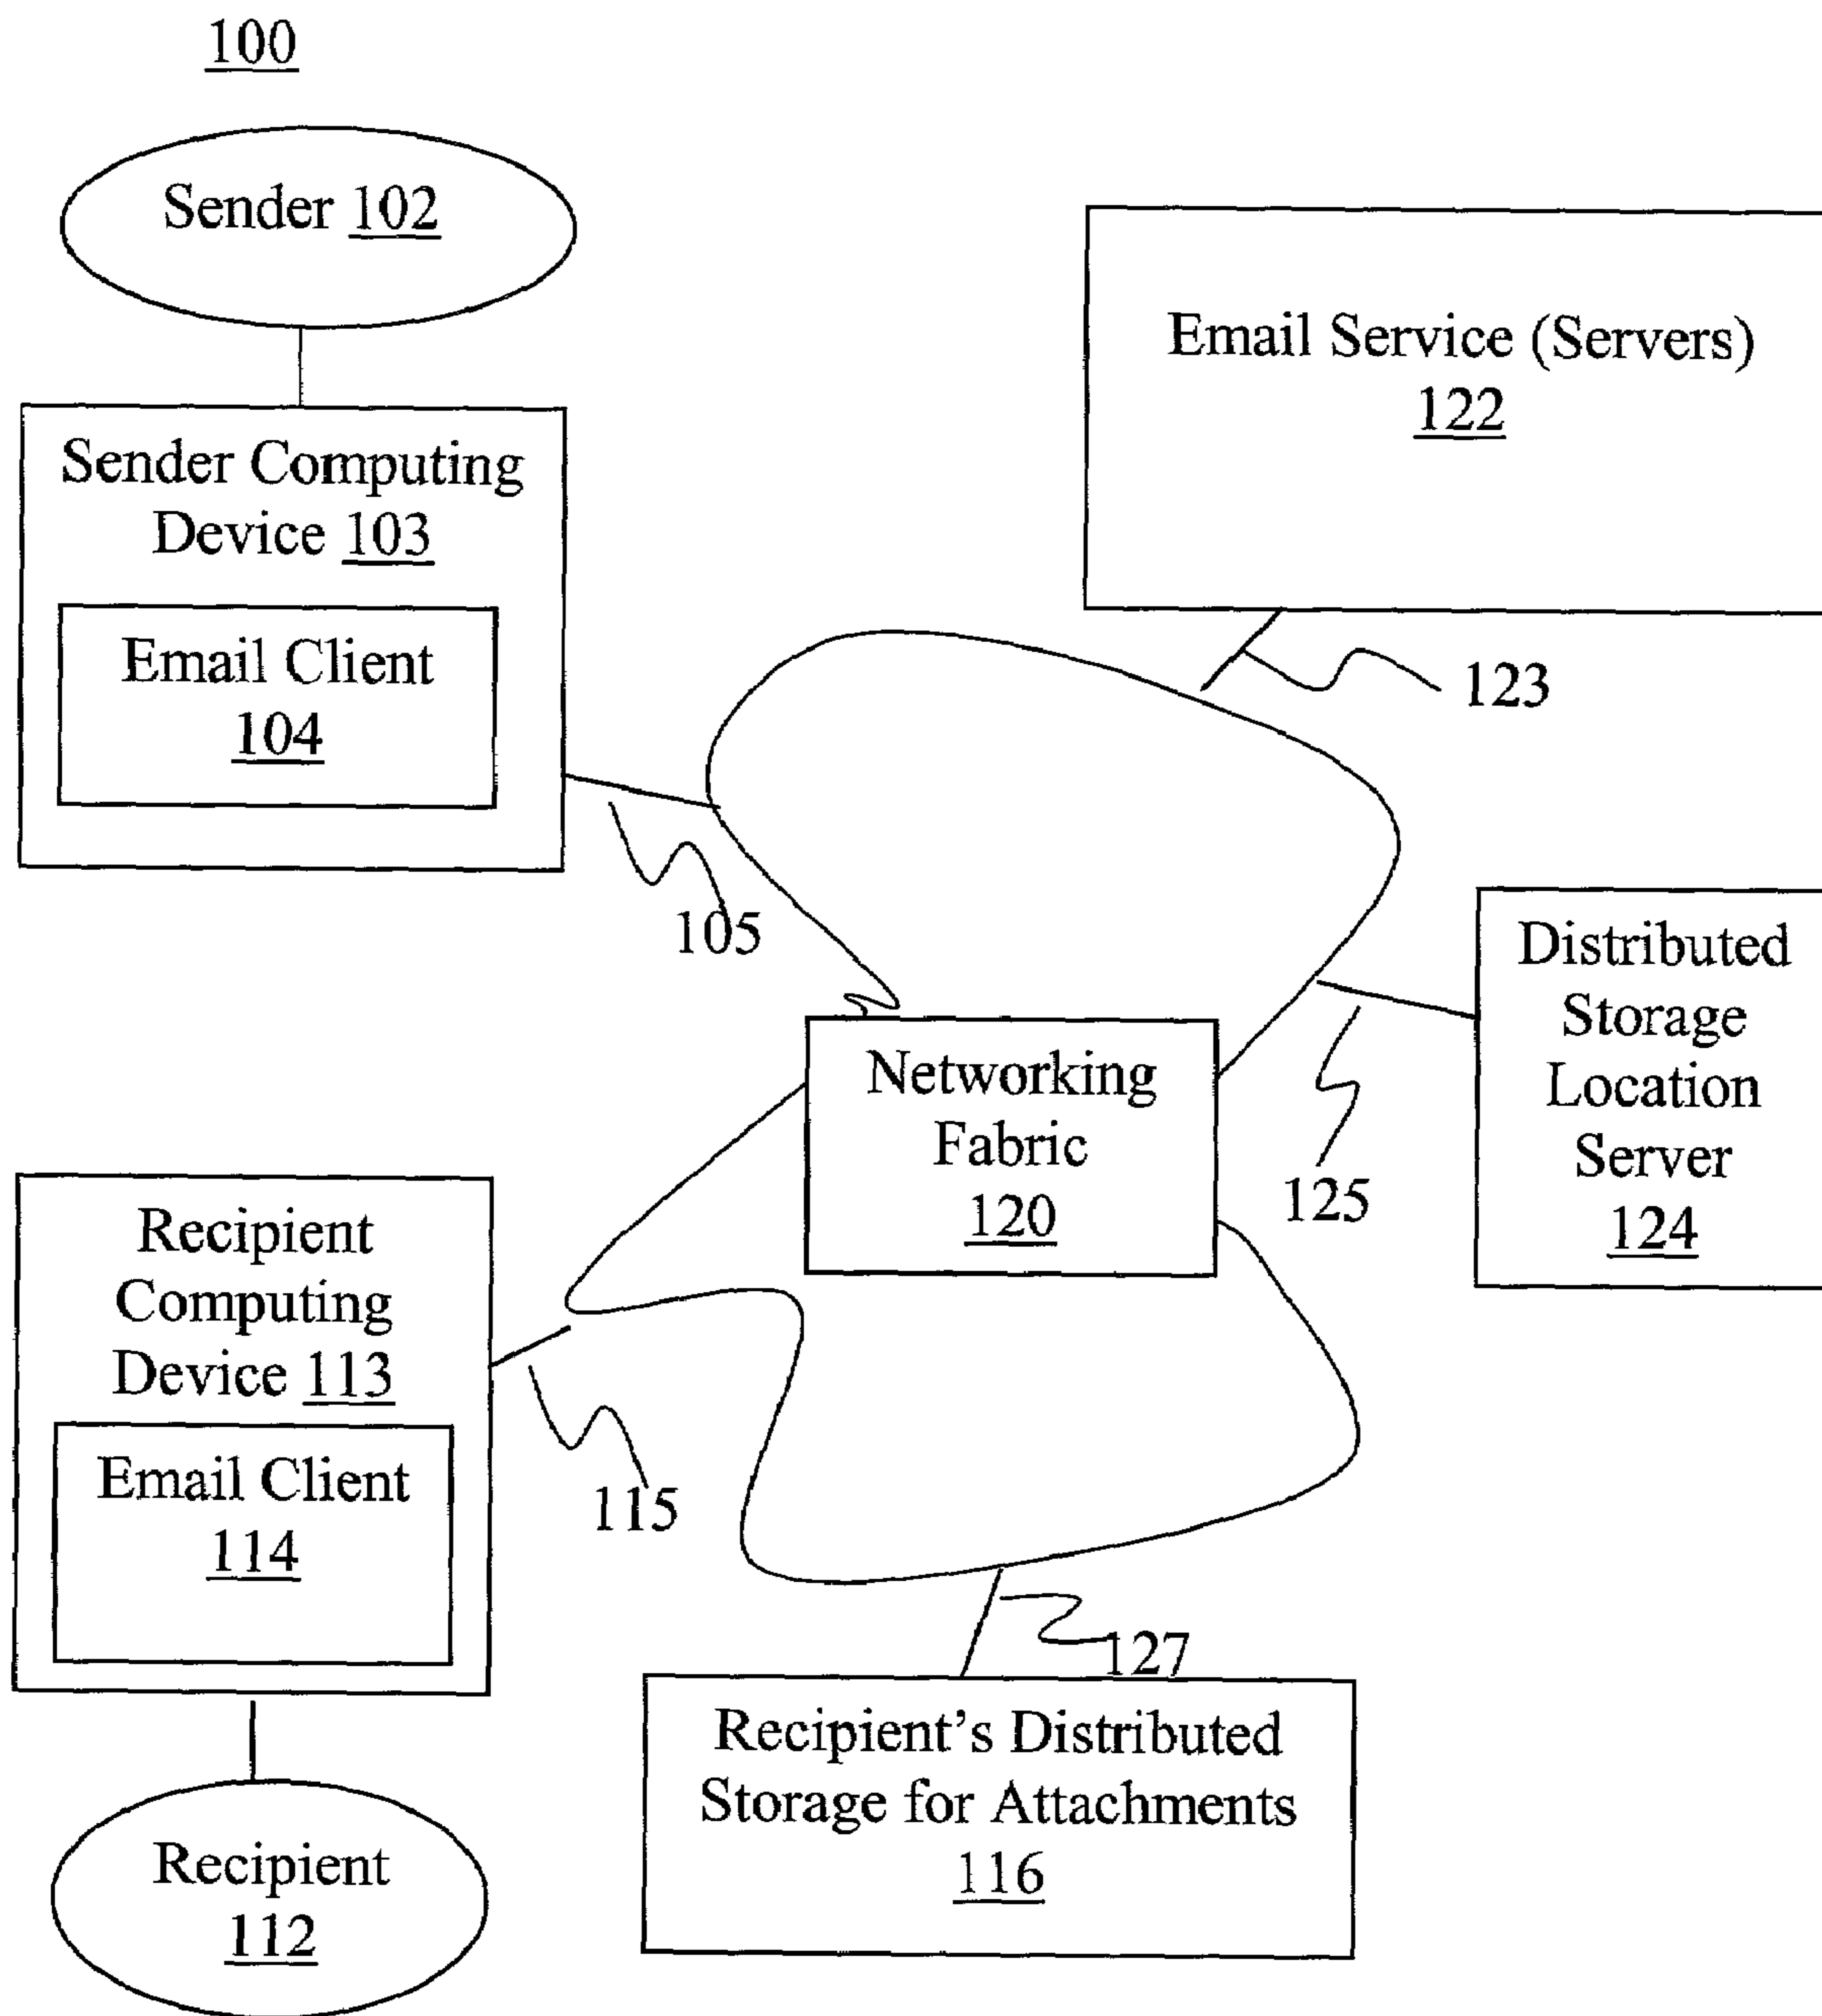 100
Sender 102
Email Service (Servers)
122
Sender Computing
Device 103
Email Client
104
123
105
Distributed
Storage
Location
Server
124
Networking
Fabric
120
125
Recipient
Computing
Device 113
Email Client
114
115
127
Recipient's Distributed
Storage for Attachments
116
Recipient
112